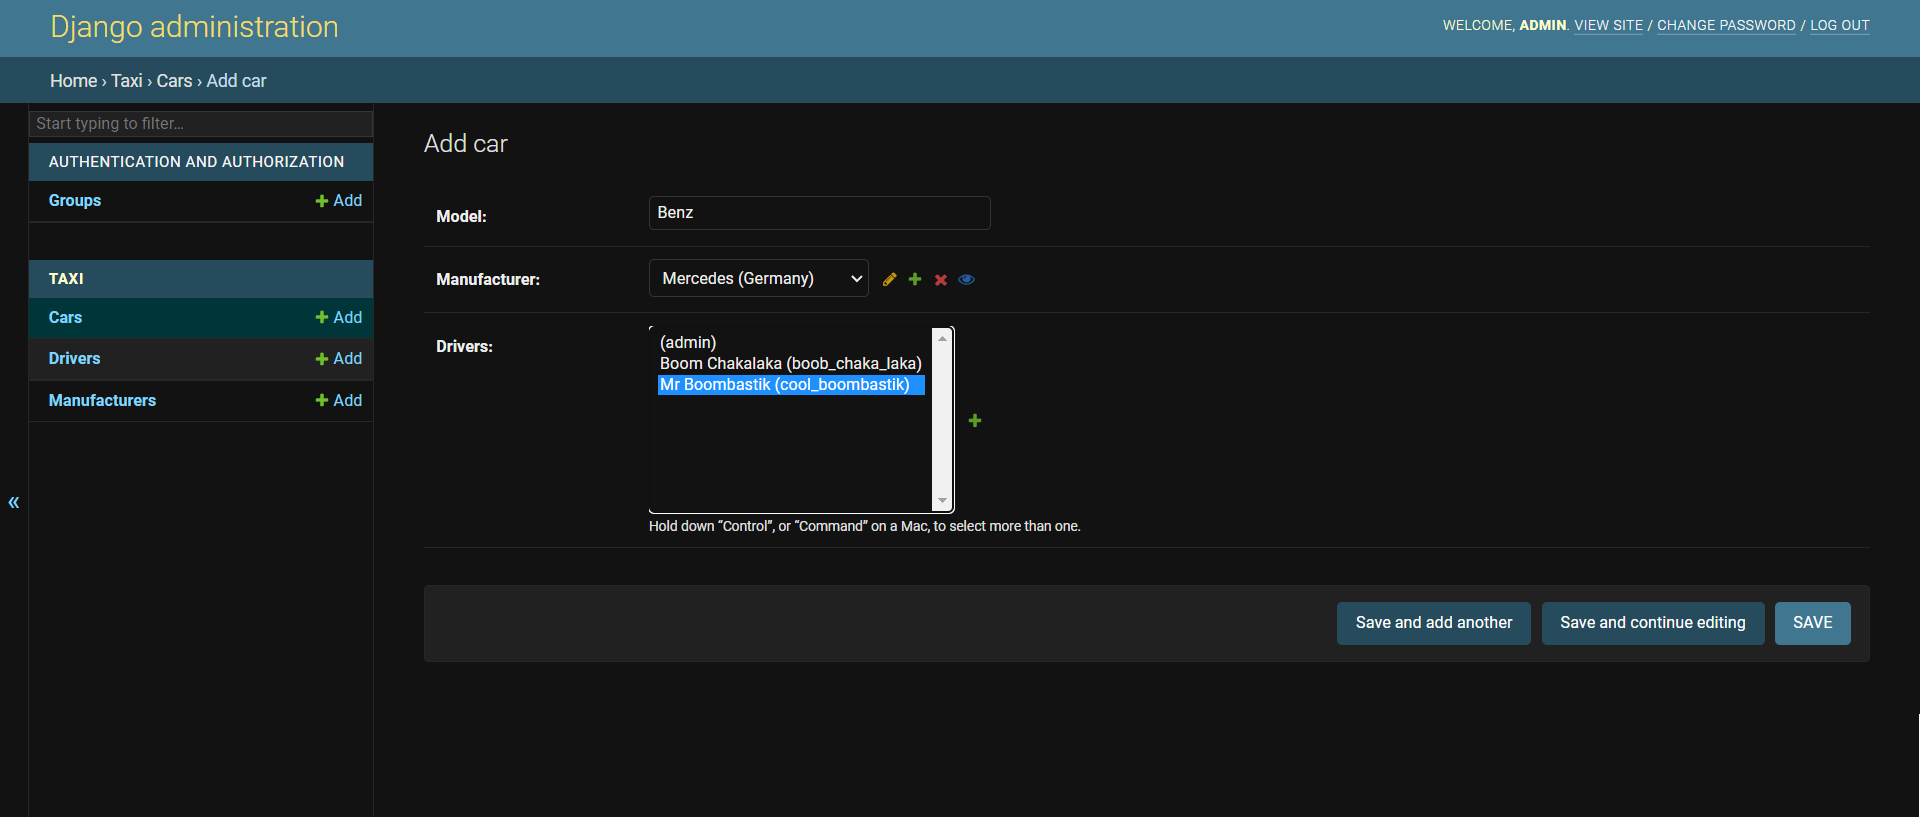 Django administration
WELCOME, ADMIN. VIEW SITE / CHANGE PASSWORD / LOG OUT
Home › Taxi › Cars › Add car
Start typing to filter...
AUTHENTICATION AND AUTHORIZATION
Groups + Add
TAXI
Cars + Add
Drivers + Add
Manufacturers + Add
«
Add car
Model: Benz
Manufacturer: Mercedes (Germany)
Drivers:
(admin)
Boom Chakalaka (boob_chaka_laka)
Mr Boombastik (cool_boombastik)
Hold down “Control”, or “Command” on a Mac, to select more than one.
Save and add another Save and continue editing SAVE